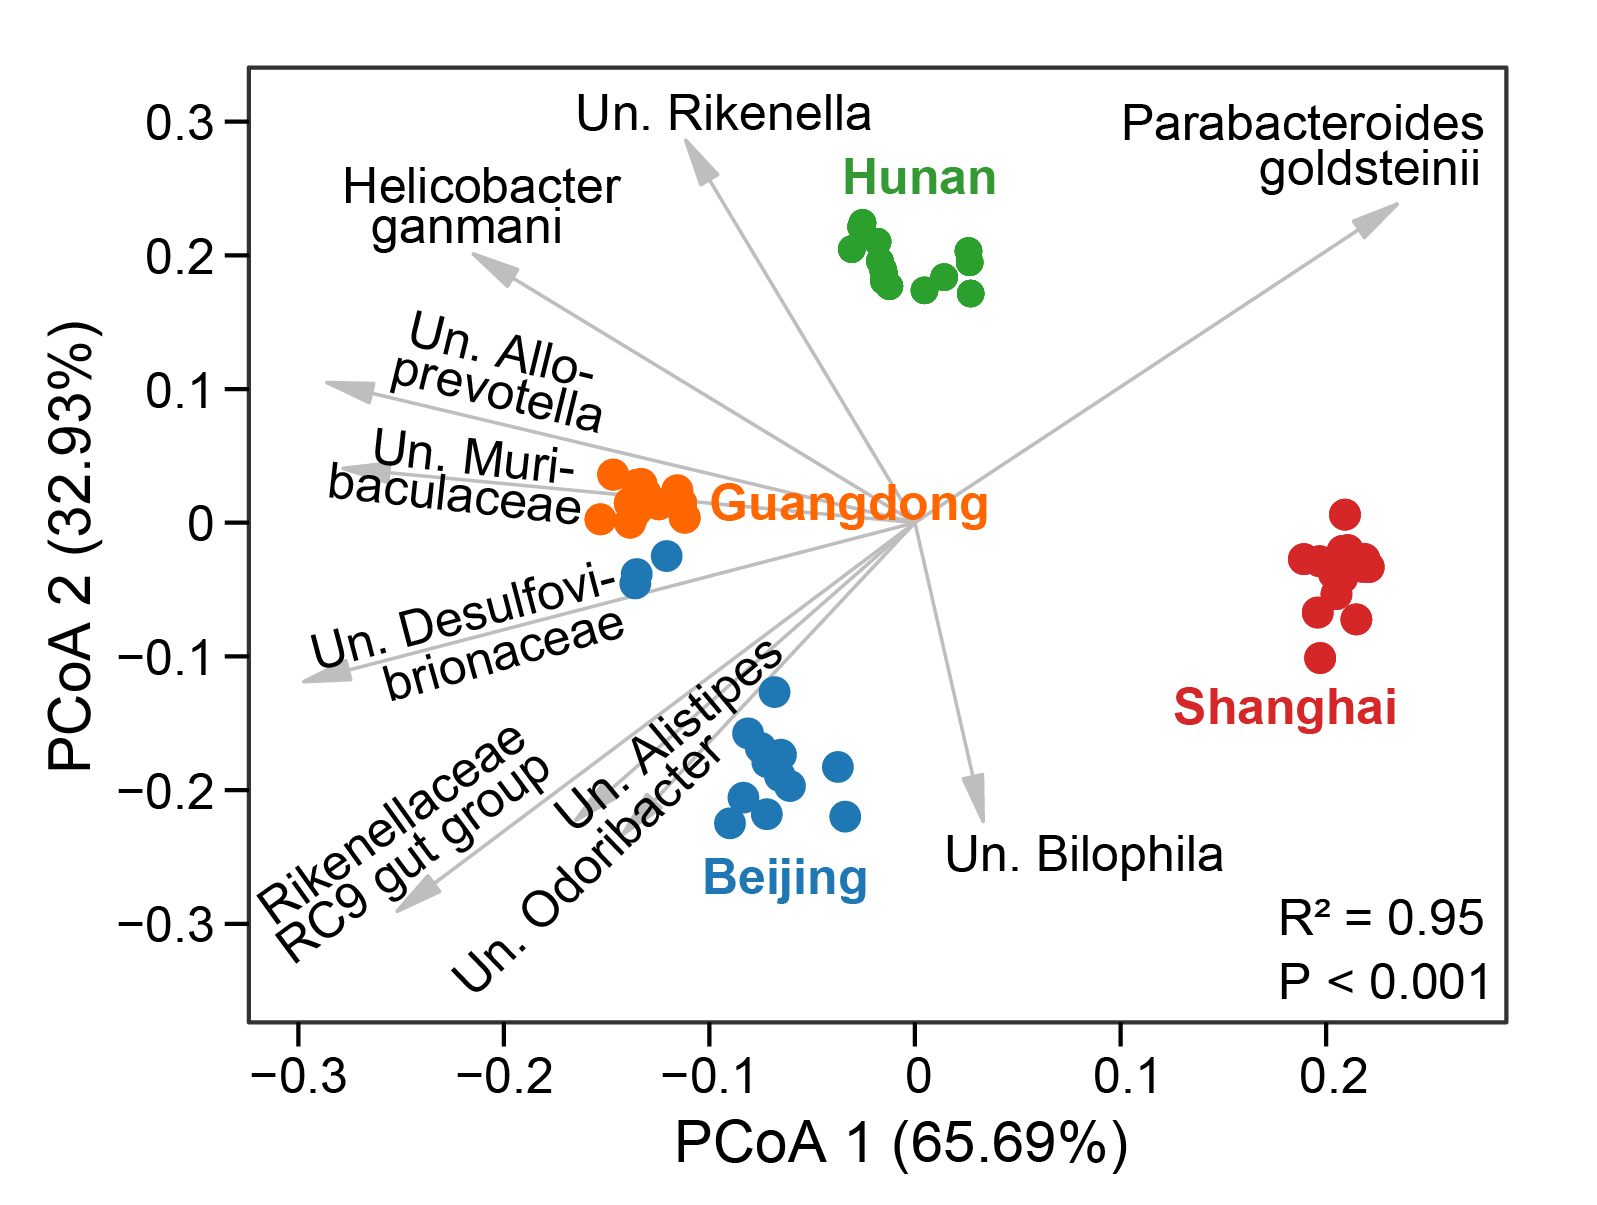 Un. Rikenella
Parabacteroides
goldsteinii
Hunan
Helicobacter
ganmani
Un. Allo-
prevotella
Un. Muri-
baculaceae
Guangdong
Un. Desulfovi-
brionaceae
Shanghai
Un. Alistipes
Un. Odoribacter
Rikenellaceae
RC9 gut group
Beijing
Un. Bilophila
R² = 0.95
P < 0.001
0.3
0.2
0.1
0
−0.1
−0.2
−0.3
PCoA 2 (32.93%)
−0.3
−0.2
−0.1
0
0.1
0.2
PCoA 1 (65.69%)